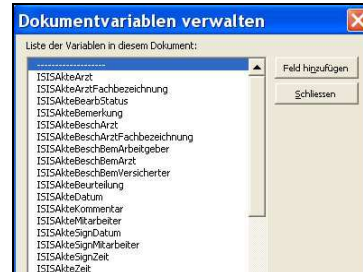 Dokumentvariablen verwalten
Liste der Variablen in diesem Dokument:
--------------------
Feld hinzufügen
ISISAkteArzt
ISISAkteArztFachbezeichnung
ISISAkteBearbStatus
Schliessen
ISISAkteBemerkung
ISISAkteBeschArzt
ISISAkteBeschArztFachbezeichnung
ISISAkteBeschBemArbeitgeber
ISISAkteBeschBemArzt
ISISAkteBeschBemVersicherter
ISISAkteBeurteilung
ISISAkteDatum
ISISAkteKommentar
ISISAkteMitarbeiter
ISISAkteSignDatum
ISISAkteSignMitarbeiter
ISISAkteSignZeit
ISISAkteZeit